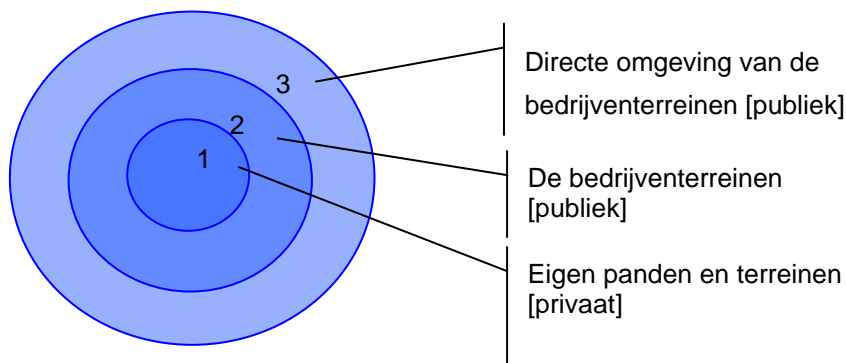 3
2
1
Directe omgeving van de
bedrijventerreinen [publiek]
De bedrijventerreinen
[publiek]
Eigen panden en terreinen
[privaat]